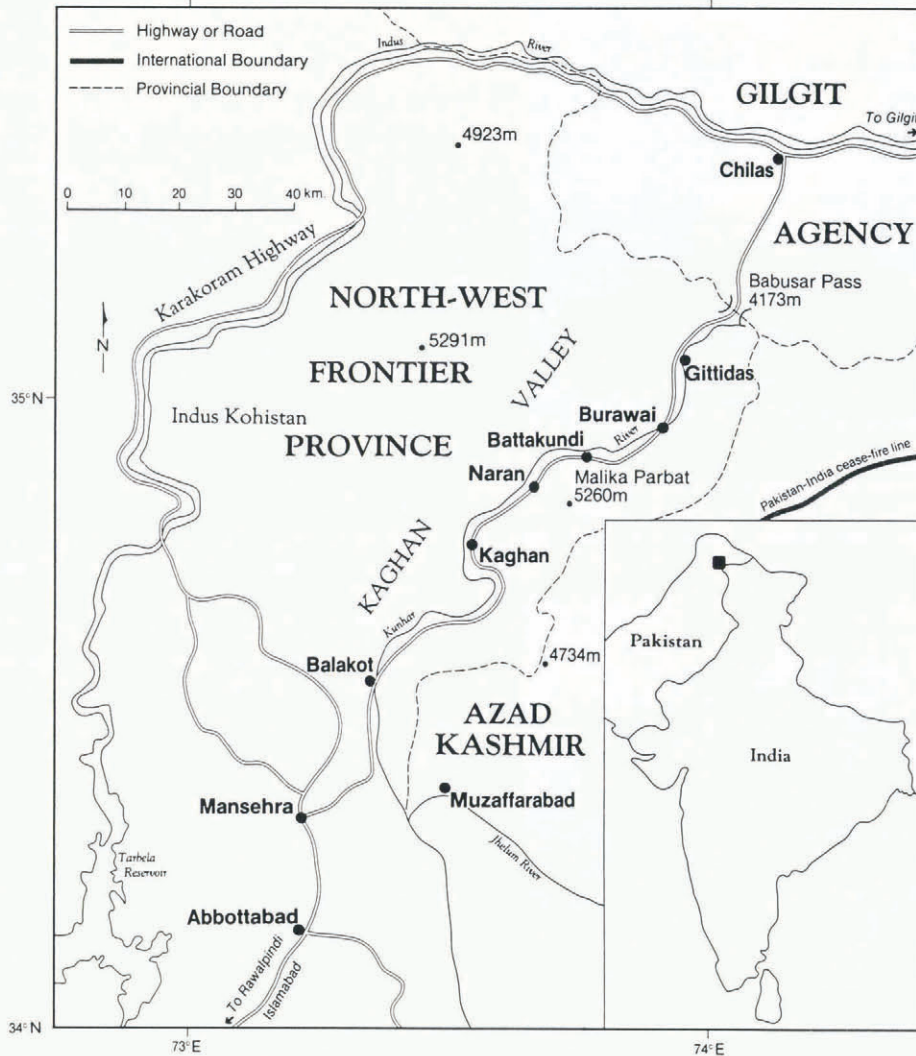 Highway or Road
International Boundary
Provincial Boundary
Indus
River
GILGIT
To Gilgit
4923m
Chilas
0 10 20 30 40 km.
AGENCY
Karakoram Highway
Babusar Pass
4173m
NORTH-WEST
N
5291m
VALLEY
Gittidas
FRONTIER
35°N
Indus Kohistan
Burawai
River
PROVINCE
Battakundi
Naran
Malika Parbat
5260m
Pakistan-India cease-fire line
Kaghan
KAGHAN
Kunhar
Pakistan
Balakot
4734m
AZAD
KASHMIR
India
Muzaffarabad
Mansehra
Jhelum River
Tarbela
Reservoir
Abbottabad
To Rawalpindi
Islamabad
34°N
73°E
74°E